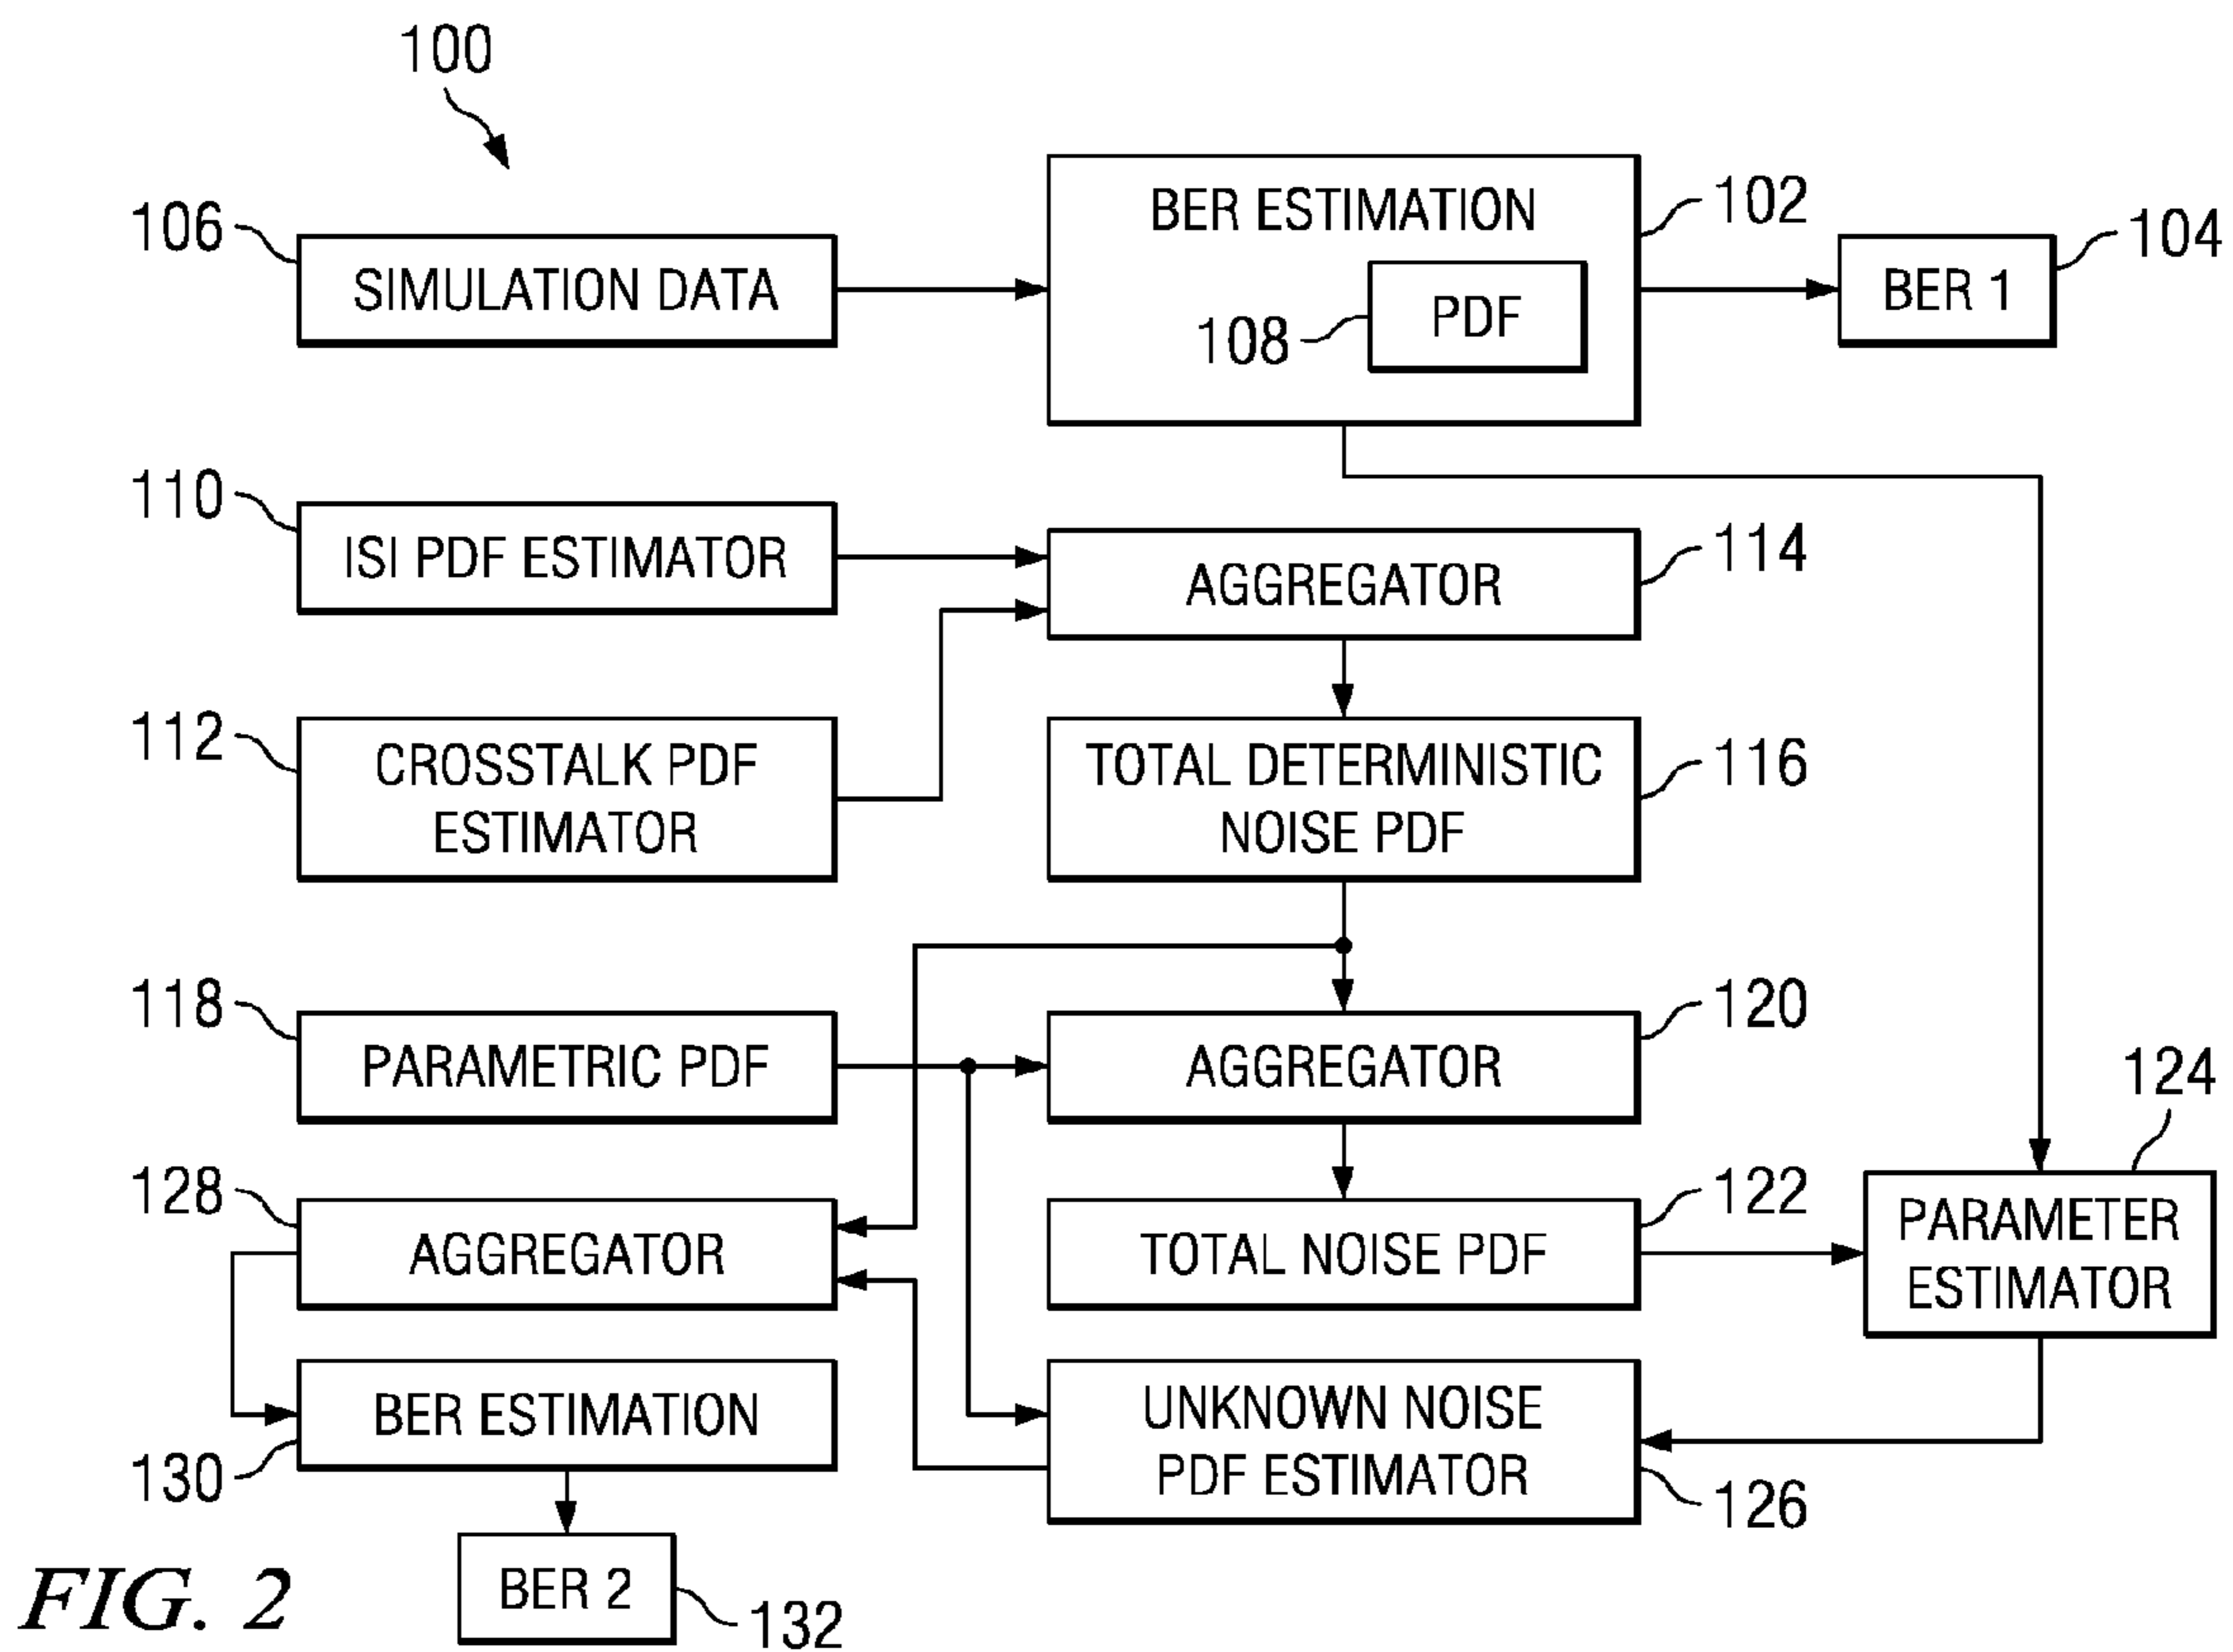 100
106
SIMULATION DATA
BER ESTIMATION
102
108
PDF
BER 1
104
110
ISI PDF ESTIMATOR
AGGREGATOR
114
112
CROSSTALK PDF
ESTIMATOR
TOTAL DETERMINISTIC
NOISE PDF
116
118
PARAMETRIC PDF
AGGREGATOR
120
124
PARAMETER
ESTIMATOR
128
AGGREGATOR
TOTAL NOISE PDF
122
130
BER ESTIMATION
UNKNOWN NOISE
PDF ESTIMATOR
126
BER 2
132
FIG. 2